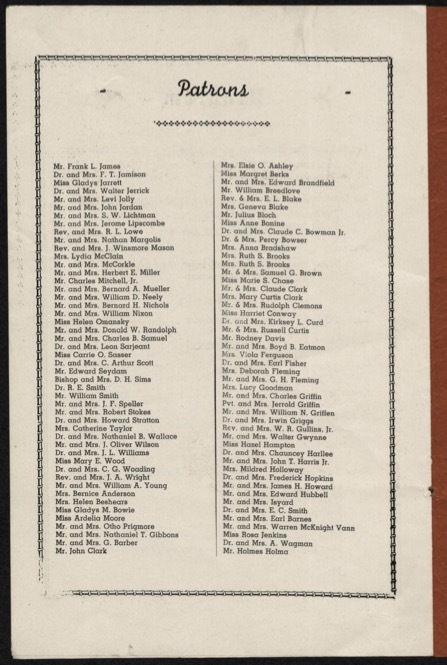 Patrons
Mr. Frank L. James
Dr. and Mrs. F. T. Jamison
Miss Gladys Jarrett
Dr. and Mrs. Walter Jerrick
Mr. and Mrs. Levi Jolly
Mr. and Mrs. John Jordan
Mr. and Mrs. S. W. Lichtman
Mr. and Mrs. Jerome Lipscombe
Rev. and Mrs. R. L. Lowe
Mr. and Mrs. Nathan Margolis
Rev. and Mrs. J. Winsmore Mason
Mrs. Lydia McClain
Mr. and Mrs. McCorkle
Mr. and Mrs. Herbert E. Miller
Mr. Charles Mitchell, Jr.
Mr. and Mrs. Bernard A. Mueller
Mr. and Mrs. William D. Neely
Mr. and Mrs. Bernard H. Nichols
Mr. and Mrs. William Nixon
Miss Helen Omansky
Mr. and Mrs. Donald W. Randolph
Mr. and Mrs. Charles B. Samuel
Dr. and Mrs. Leon Sarjeant
Miss Carrie O. Sasser
Dr. and Mrs. C. Arthur Scott
Mr. Edward Seydam
Bishop and Mrs. D. H. Sims
Dr. R. E. Smith
Mr. William Smith
Mr. and Mrs. J. F. Speller
Mr. and Mrs. Robert Stokes
Dr. and Mrs. Howard Stratton
Mrs. Catherine Taylor
Dr. and Mrs. Nathaniel B. Wallace
Mr. and Mrs. J. Oliver Wilson
Dr. and Mrs. J. L. Williams
Miss Mary E. Wood
Dr. and Mrs. C. G. Wooding
Rev. and Mrs. J. A. Wright
Mr. and Mrs. William A. Young
Mrs. Bernice Anderson
Mrs. Helen Beshears
Miss Gladys M. Bowie
Miss Ardelia Moore
Mr. and Mrs. Otho Prigmore
Mr. and Mrs. Nathaniel T. Gibbons
Mr. and Mrs. G. Barber
Mr. John Clark
Mrs. Elsie O. Ashley
Miss Margret Berks
Mr. and Mrs. Edward Brandfield
Mr. William Breedlove
Rev. & Mrs. E. L. Blake
Mrs. Geneva Blake
Mr. Julius Bloch
Miss Anne Bonine
Dr. and Mrs. Claude C. Bowman Jr.
Dr. & Mrs. Percy Bowser
Mrs. Anna Bradshaw
Mrs. Ruth S. Brooks
Mrs. Ruth S. Brooks
Mr. & Mrs. Samuel G. Brown
Miss Marie S. Chase
Mr. & Mrs. Claude Clark
Mrs. Mary Curtis Clark
Mr. & Mrs. Rudolph Clemons
Miss Harriet Conway
Dr. and Mrs. Kirksey L. Curd
Mr. & Mrs. Russell Curtis
Mr. Rodney Davis
Mr. and Mrs. Boyd B. Eatmon
Mrs. Viola Ferguson
Dr. and Mrs. Earl Fisher
Mrs. Deborah Fleming
Mr. and Mrs. G. H. Fleming
Mrs. Lucy Goodman
Mr. and Mrs. Charles Griffin
Pvt. and Mrs. Jerrold Griffin
Mr. and Mrs. William N. Griffen
Dr. and Mrs. Irwin Griggs
Rev. and Mrs. W. R. Gullins, Jr.
Mr. and Mrs. Walter Gwynne
Miss Hazel Hampton
Dr. and Mrs. Chauncey Harllee
Mr. and Mrs. John T. Harris Jr.
Mrs. Mildred Holloway
Dr. and Mrs. Frederick Hopkins
Mr. and Mrs. James H. Howard
Mr. and Mrs. Edward Hubbell
Mr. and Mrs. Isyard
Dr. and Mrs. E. C. Smith
Mr. and Mrs. Earl Barnes
Mr. and Mrs. Warren McKnight Vann
Miss Rosa Jenkins
Dr. and Mrs. A. Wagman
Mr. Holmes Holma